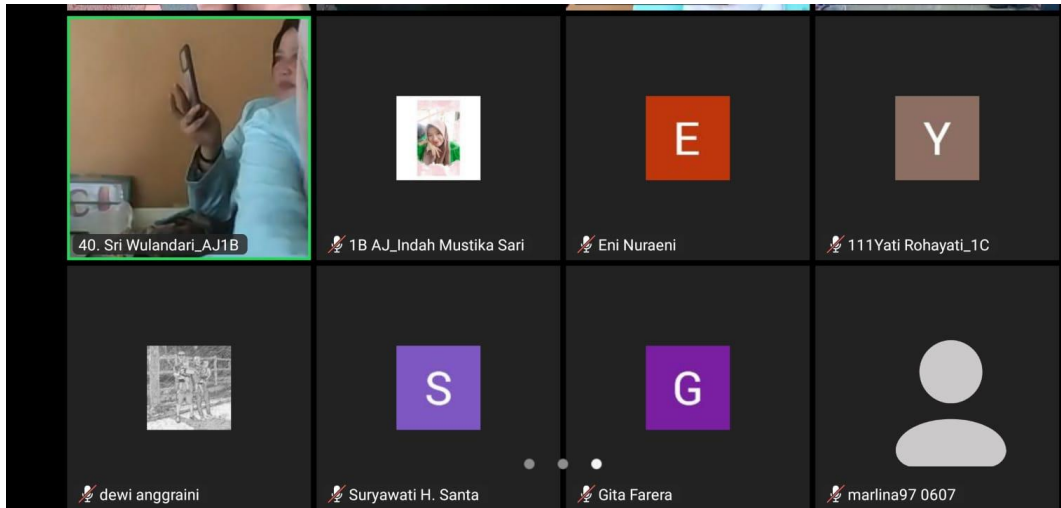 40. Sri Wulandari_AJ1B
1B AJ_Indah Mustika Sari
E
Eni Nuraeni
Y
111Yati Rohayati_1C
dewi anggraini
S
Suryawati H. Santa
G
Gita Farera
marlina97 0607